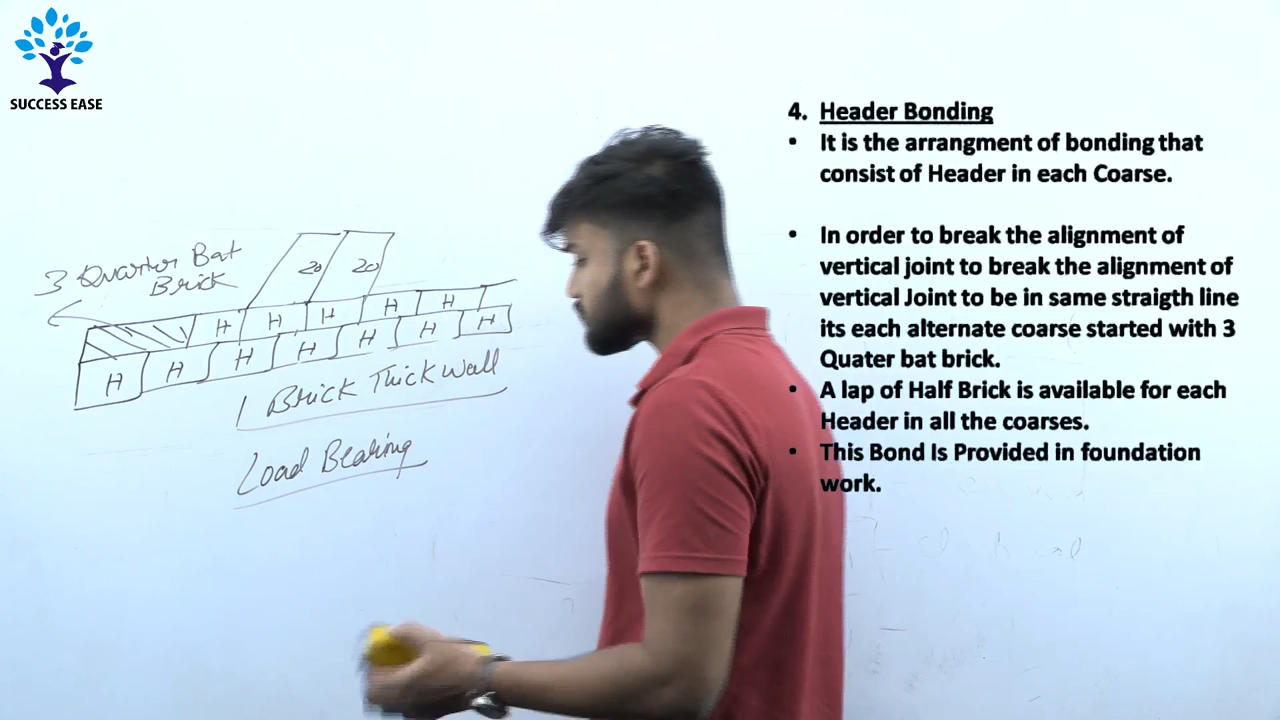 SUCCESS EASE
4. Header Bonding
• It is the arrangment of bonding that
consist of Header in each Coarse.
• In order to break the alignment of
vertical joint to break the alignment of
vertical Joint to be in same straigth line
its each alternate coarse started with 3
Quater bat brick.
• A lap of Half Brick is available for each
Header in all the coarses.
• This Bond Is Provided in foundation
work.
3 Quarter Bat
Brick
20 20
H H H H H
H H H H H H H
1 Brick Thick Wall
Load Bearing